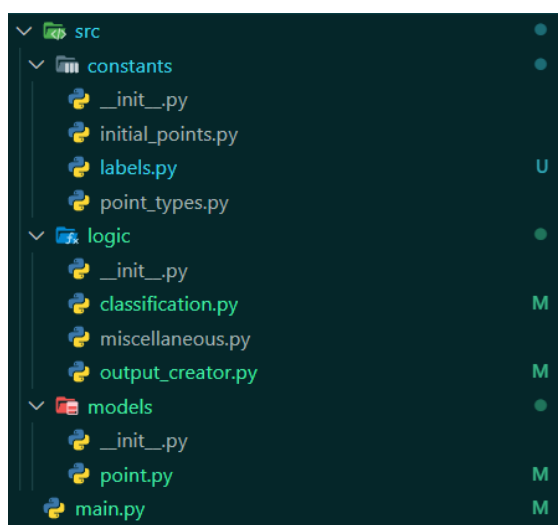 src
constants
__init__.py
initial_points.py
labels.py U
point_types.py
logic
__init__.py
classification.py M
miscellaneous.py
output_creator.py M
models
__init__.py
point.py M
main.py M